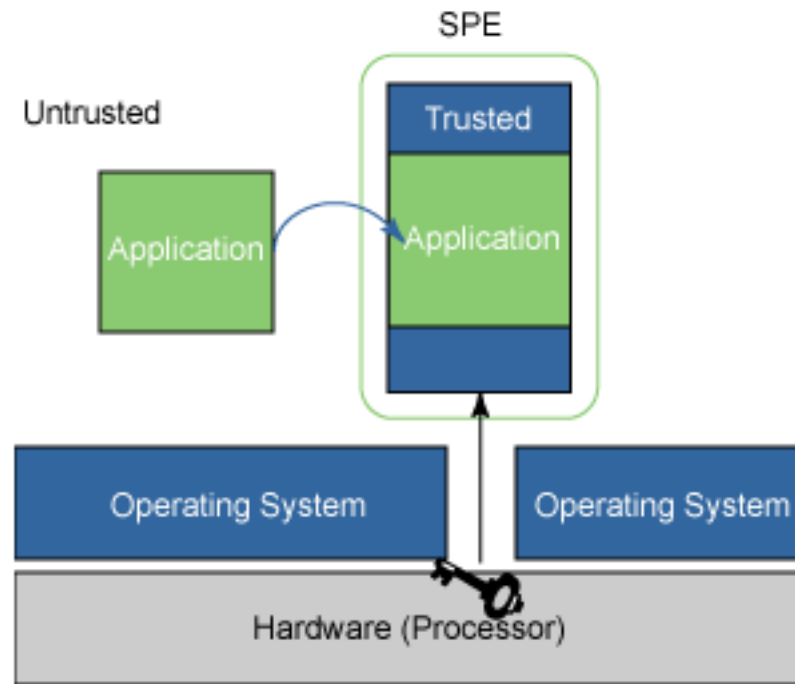 SPE
Untrusted
Trusted
Application
Application
Operating System
Operating System
Hardware (Processor)